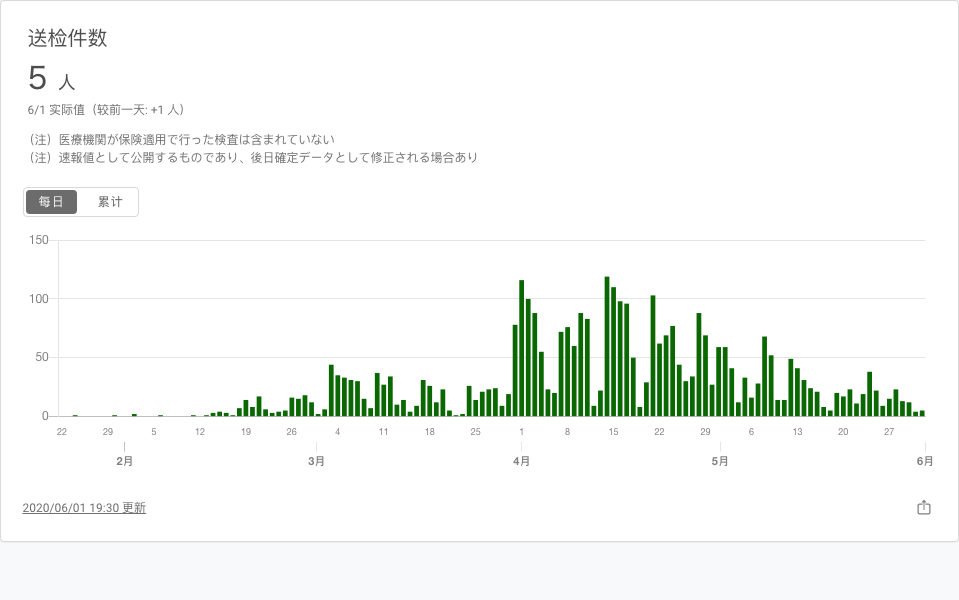 送检件数
5 人
6/1 实际值（较前一天: +1 人）
（注）医療機関が保険適用で行った検査は含まれていない
（注）速報値として公開するものであり、後日確定データとして修正される場合あり
每日 累计
150
100
50
0
22 29 5 12 19 26 4 11 18 25 1 8 15 22 29 6 13 20 27
2月 3月 4月 5月 6月
2020/06/01 19:30 更新